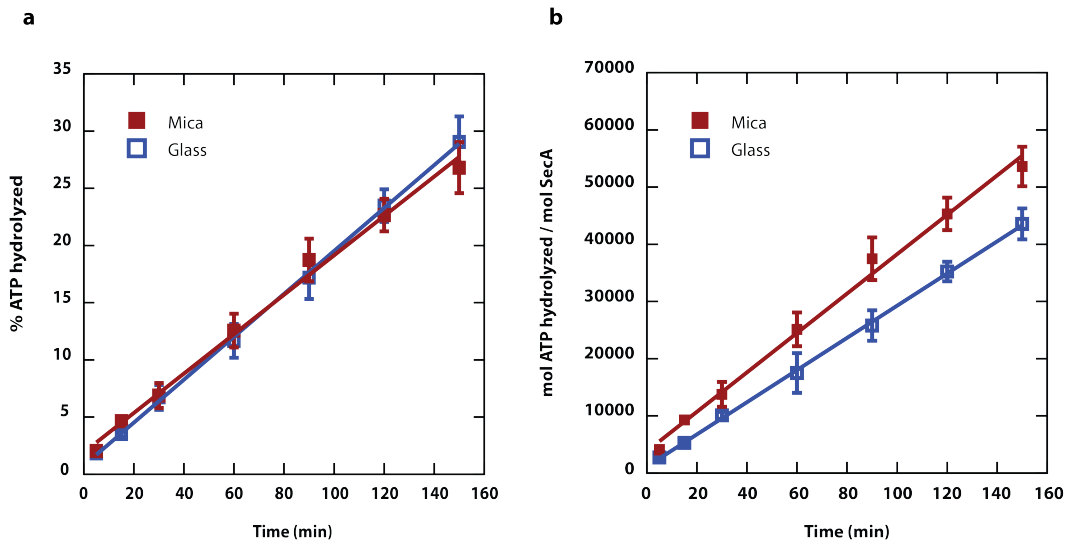 a
% ATP hydrolyzed
35
30
25
20
15
10
5
0
Mica
Glass
0 20 40 60 80 100 120 140 160
Time (min)
b
mol ATP hydrolyzed / mol SecA
70000
60000
50000
40000
30000
20000
10000
0
Mica
Glass
0 20 40 60 80 100 120 140 160
Time (min)